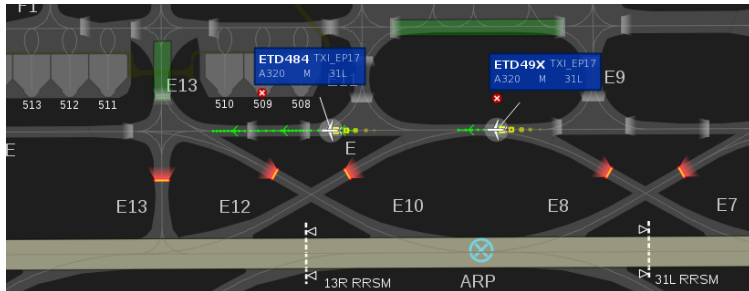 F1
ETD484 TXI_EP17
A320 M 31L
ETD49X TXI_EP17
A320 M 31L
E13
E11
E9
513 512 511 510 509 508
E
E
E13 E12 E10 E8 E7
13R RRSM
ARP
31L RRSM